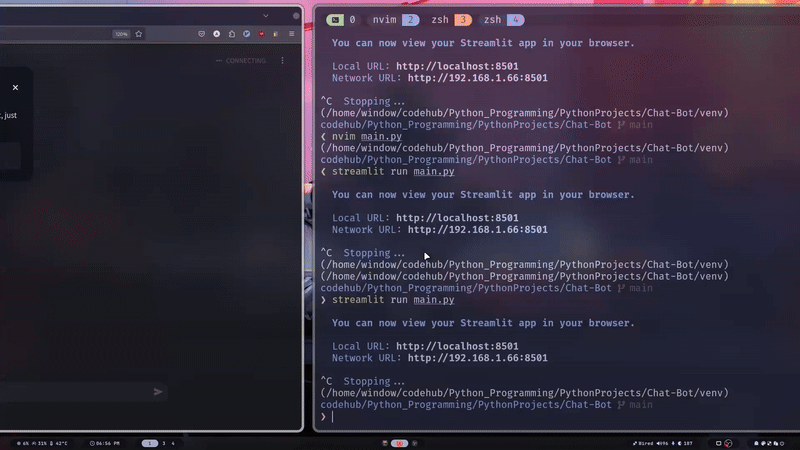 120%
CONNECTING
, just
0 nvim 2 zsh 3 zsh 4
You can now view your Streamlit app in your browser.
Local URL: http://localhost:8501
Network URL: http://192.168.1.66:8501
^C Stopping...
(/home/window/codehub/Python_Programming/PythonProjects/Chat-Bot/venv)
codehub/Python_Programming/PythonProjects/Chat-Bot main
❮ nvim main.py
(/home/window/codehub/Python_Programming/PythonProjects/Chat-Bot/venv)
codehub/Python_Programming/PythonProjects/Chat-Bot main
❮ streamlit run main.py
You can now view your Streamlit app in your browser.
Local URL: http://localhost:8501
Network URL: http://192.168.1.66:8501
^C Stopping...
(/home/window/codehub/Python_Programming/PythonProjects/Chat-Bot/venv)
(/home/window/codehub/Python_Programming/PythonProjects/Chat-Bot/venv)
codehub/Python_Programming/PythonProjects/Chat-Bot main
❯ streamlit run main.py
You can now view your Streamlit app in your browser.
Local URL: http://localhost:8501
Network URL: http://192.168.1.66:8501
^C Stopping...
(/home/window/codehub/Python_Programming/PythonProjects/Chat-Bot/venv)
codehub/Python_Programming/PythonProjects/Chat-Bot main
❯
6% 31% 42°C 06:56 PM 1 3 4 Wired 96 107